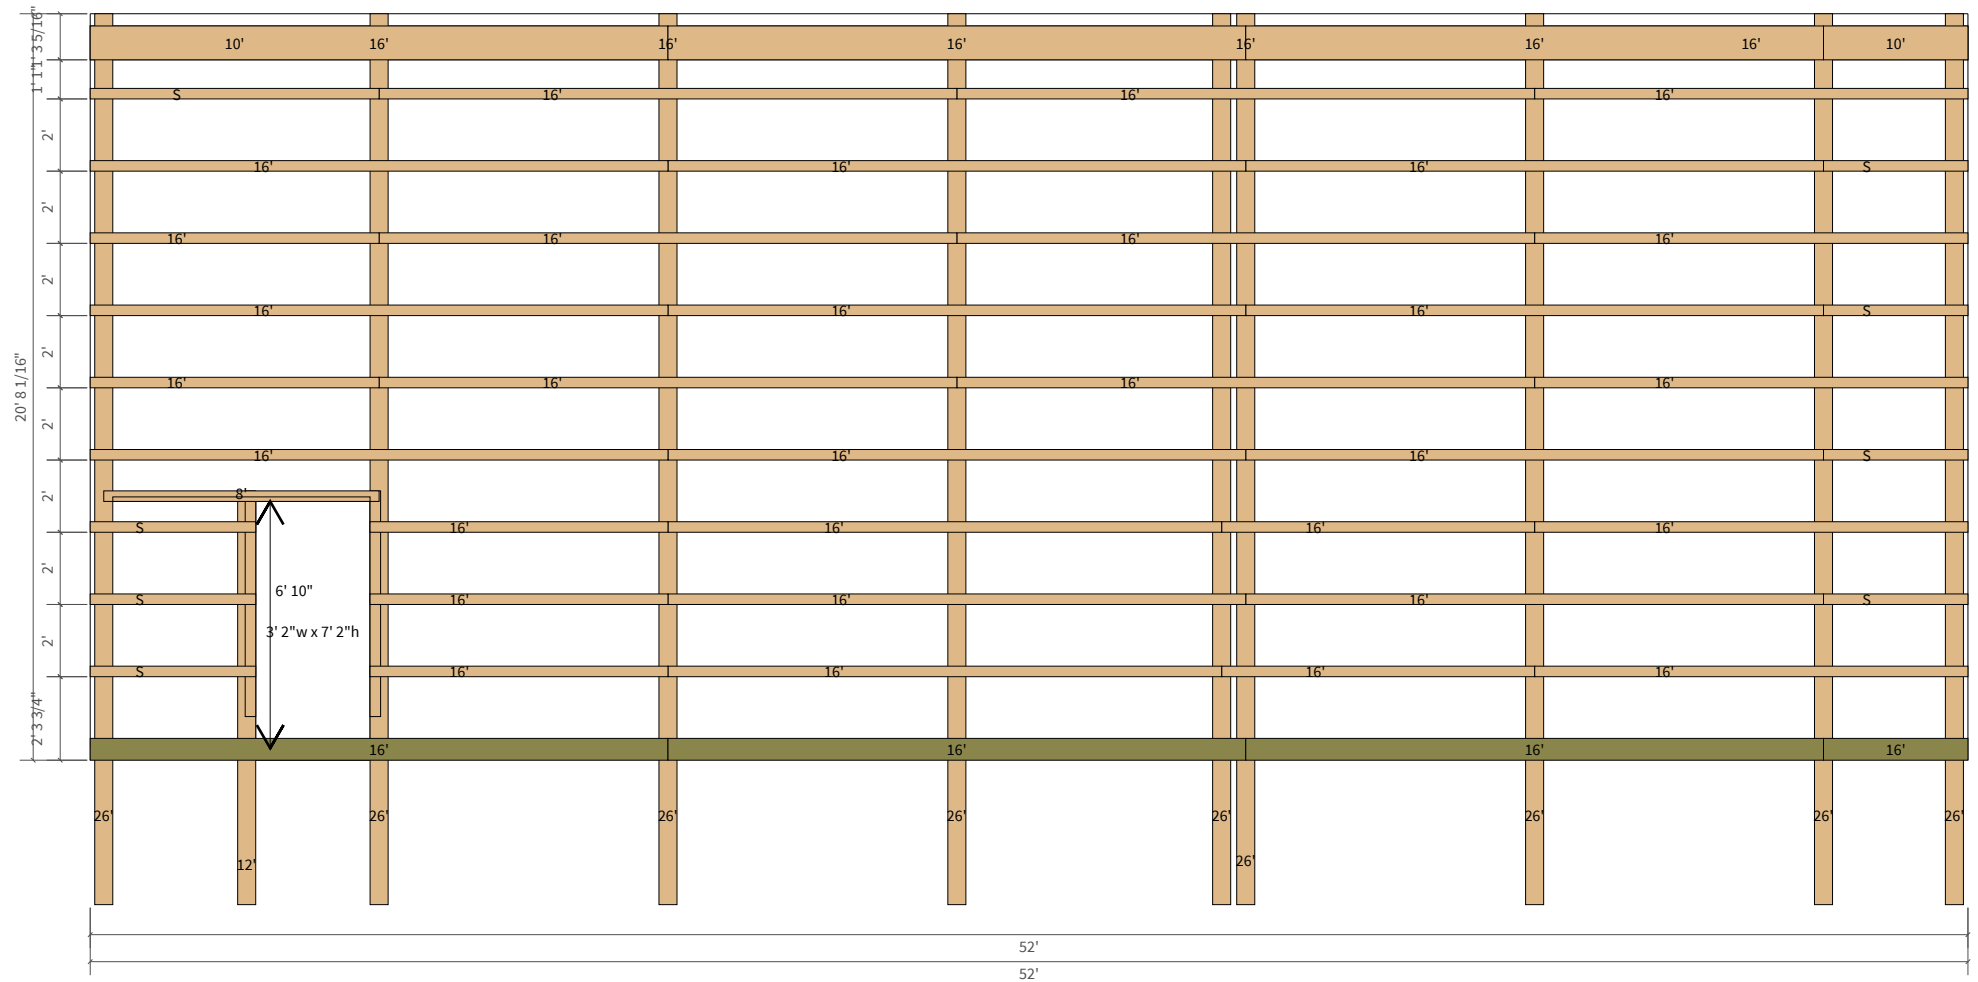 1' 1" 1' 3 5/16"
10' 16' 16' 16' 16' 16' 16' 10'
S 16' 16' 16'
2'
16' 16' 16' S
2'
16' 16' 16' 16'
2'
16' 16' 16' S
2'
16' 16' 16' 16'
20' 8 1/16"
2'
16' 16' 16' S
2'
8'
S 16' 16' 16' 16'
2'
6' 10"
S 16' 16' 16' S
3' 2"w x 7' 2"h
2'
S 16' 16' 16' 16'
2' 3 3/4"
16' 16' 16' 16'
26' 26' 26' 26' 26' 26' 26' 26'
12' 26'
52'
52'